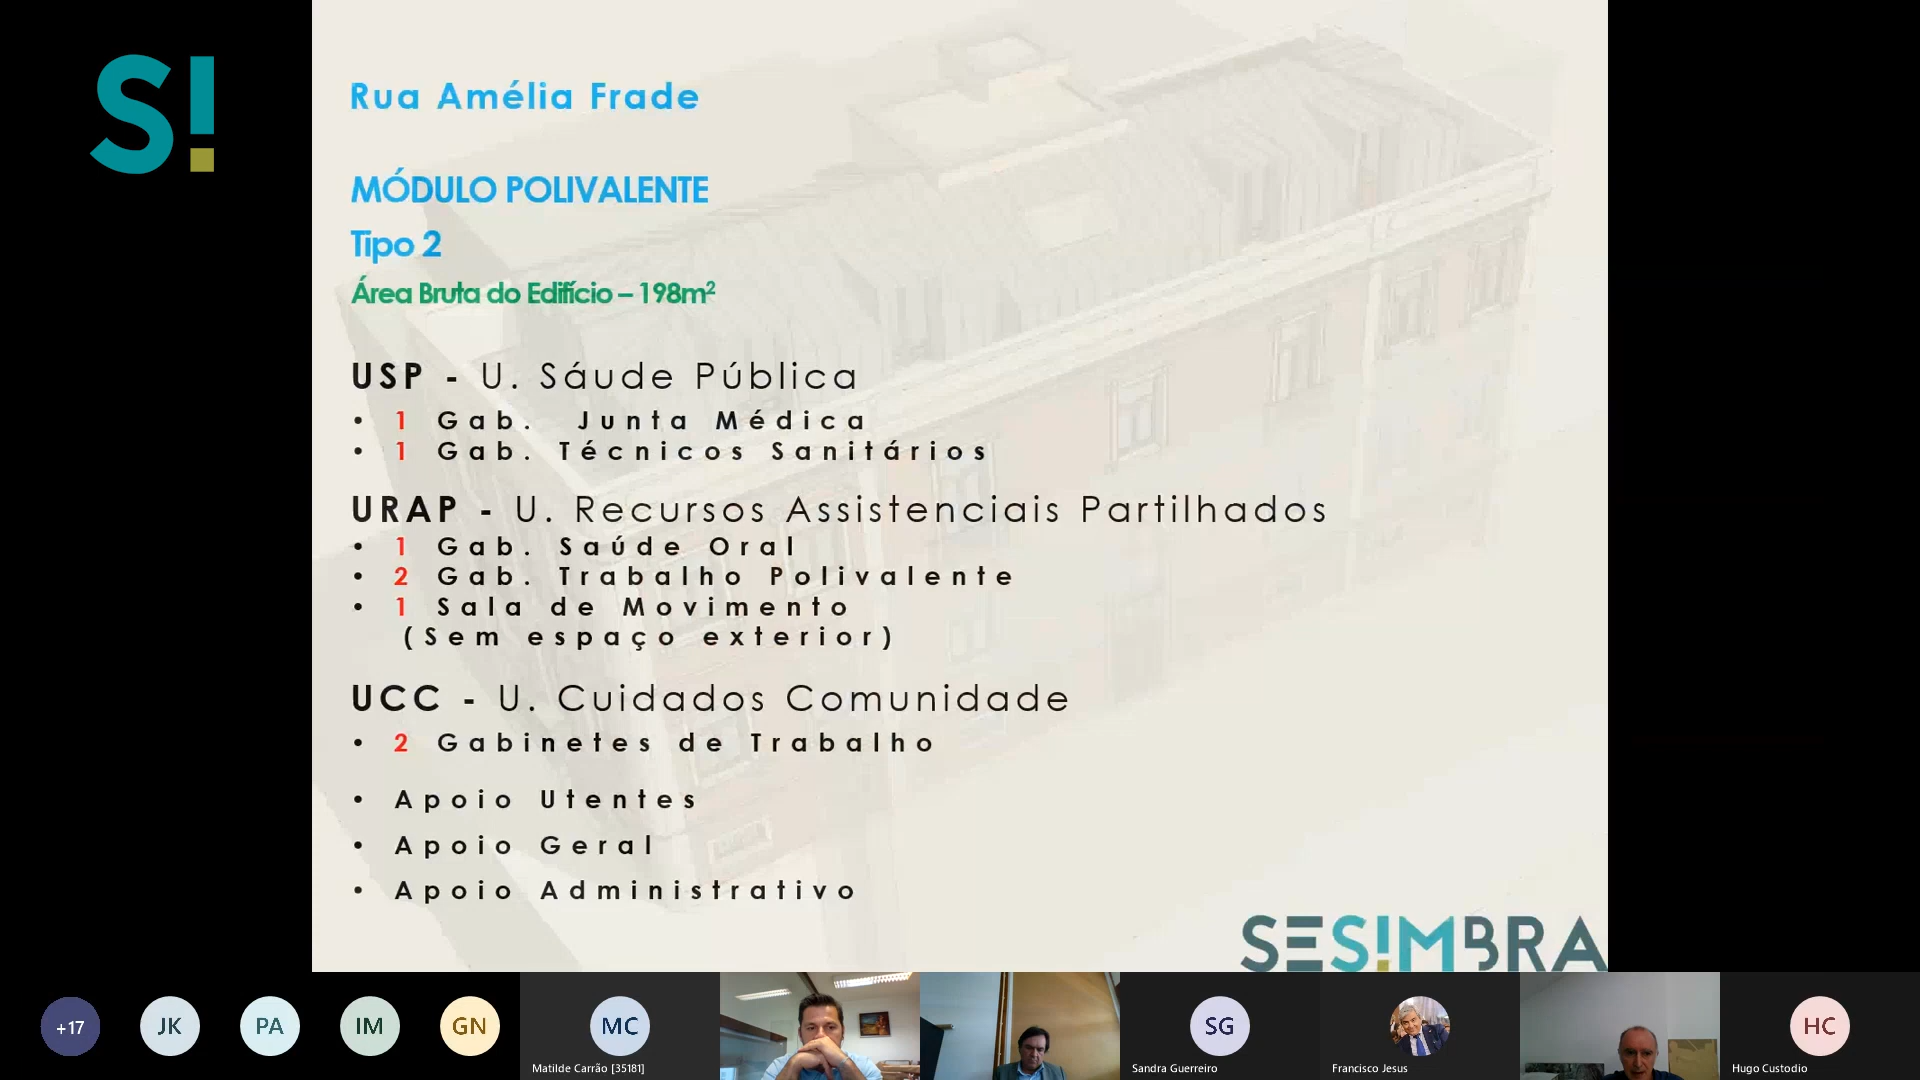 S!
Rua Amélia Frade
MÓDULO POLIVALENTE
Tipo 2
Área Bruta do Edifício – 198m²
USP - U. Sáude Pública
• 1 Gab. Junta Médica
• 1 Gab. Técnicos Sanitários
URAP - U. Recursos Assistenciais Partilhados
• 1 Gab. Saúde Oral
• 2 Gab. Trabalho Polivalente
• 1 Sala de Movimento
(Sem espaço exterior)
UCC - U. Cuidados Comunidade
• 2 Gabinetes de Trabalho
• Apoio Utentes
• Apoio Geral
• Apoio Administrativo
SES!MBRA
+17
JK
PA
IM
GN
MC
Matilde Carrão [35181]
SG
Sandra Guerreiro
Francisco Jesus
HC
Hugo Custodio